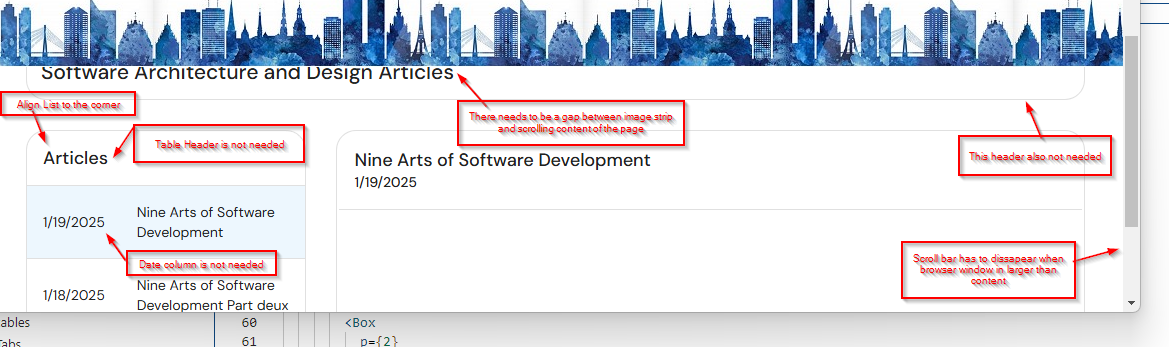 Software Architecture and Design Articles
Align List to the corner
There needs to be a gap between image strip
and scrolling content of the page
Table Header is not needed
This header also not needed
Articles
Nine Arts of Software Development
1/19/2025
1/19/2025
Nine Arts of Software
Development
Date column is not needed
Scroll bar has to dissapear when
browser window in larger than
content
1/18/2025
Nine Arts of Software
Development Part deux
ables
60
<Box
Tabs
61
p={2}